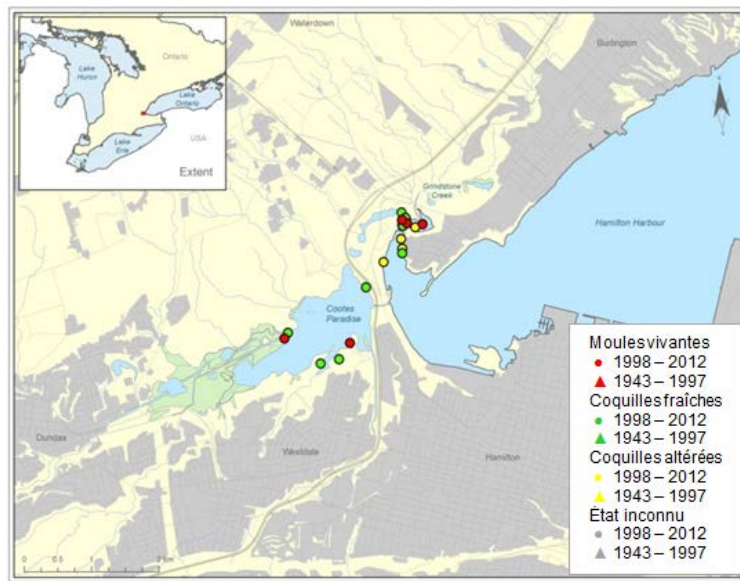 Waterdown
Burlington
Ontario
Lake
Huron
Lake
Ontario
USA
Lake
Erie
Extent
Grindstone
Creek
Hamilton Harbour
Cootes
Paradise
Dundas
Westdale
Hamilton
0 0.5 1 2 km
N
Moules vivantes
1998 – 2012
1943 – 1997
Coquilles fraîches
1998 – 2012
1943 – 1997
Coquilles altérées
1998 – 2012
1943 – 1997
État inconnu
1998 – 2012
1943 – 1997